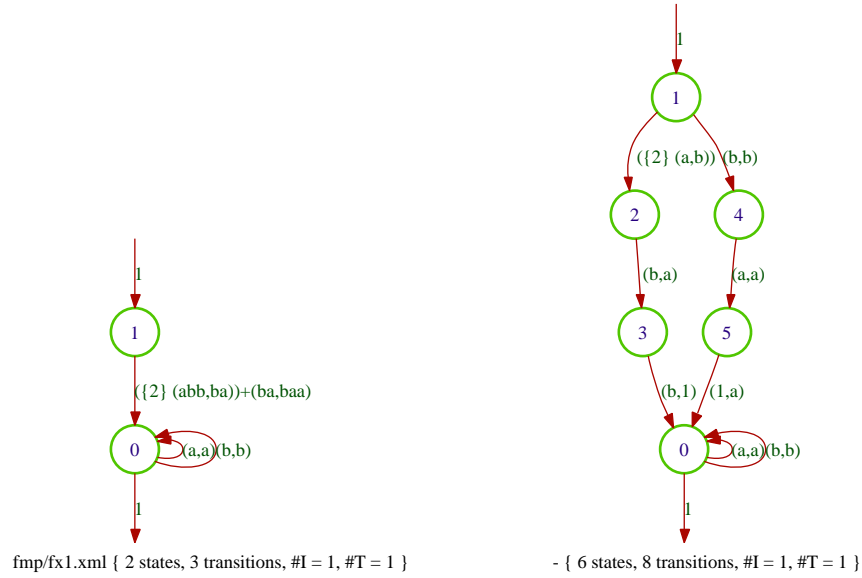 1
1
({2} (a,b)) (b,b)
2 4
1 (b,a) (a,a)
1 3 5
({2} (abb,ba))+(ba,baa) (b,1) (1,a)
0 (a,a)(b,b) 0 (a,a)(b,b)
1 1
fmp/fx1.xml { 2 states, 3 transitions, #I = 1, #T = 1 } - { 6 states, 8 transitions, #I = 1, #T = 1 }